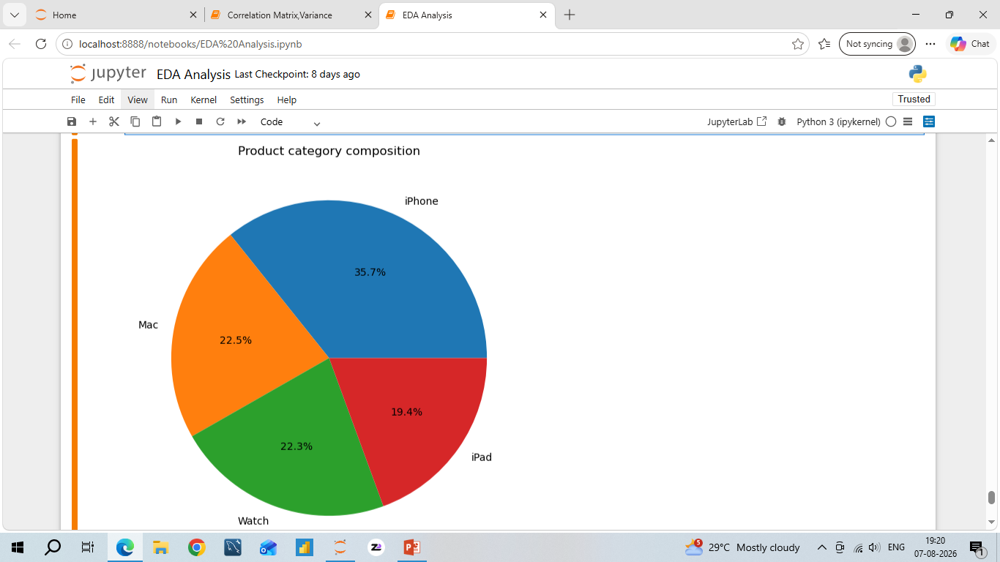 Home
Correlation Matrix,Variance
EDA Analysis
localhost:8888/notebooks/EDA%20Analysis.ipynb
Not syncing
Chat
jupyter EDA Analysis Last Checkpoint: 8 days ago
File Edit View Run Kernel Settings Help
Trusted
Code
JupyterLab
Python 3 (ipykernel)
Product category composition
iPhone
35.7%
Mac
22.5%
19.4%
22.3%
iPad
Watch
5
29°C Mostly cloudy
ENG
19:20
07-08-2026
1